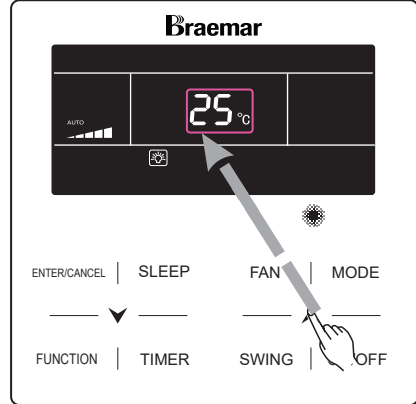 Braemar
AUTO
25 °C
ENTER/CANCEL SLEEP FAN MODE
FUNCTION TIMER SWING OFF